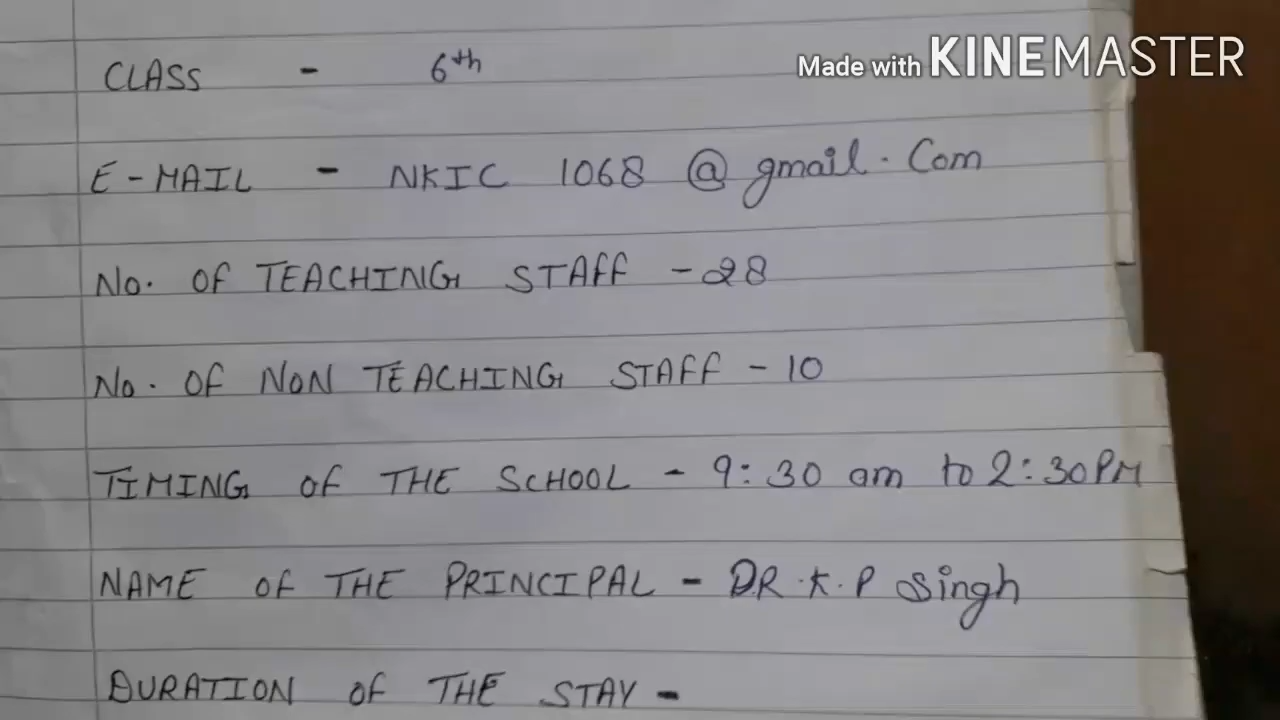 Made with KINEMASTER
CLASS - 6th
E-MAIL - NKIC 1068 @ gmail. Com
No. OF TEACHING STAFF - 28
No. OF NON TEACHING STAFF - 10
TIMING OF THE SCHOOL - 9:30 am to 2:30PM
NAME OF THE PRINCIPAL - DR.K.P Singh
DURATION OF THE STAY -